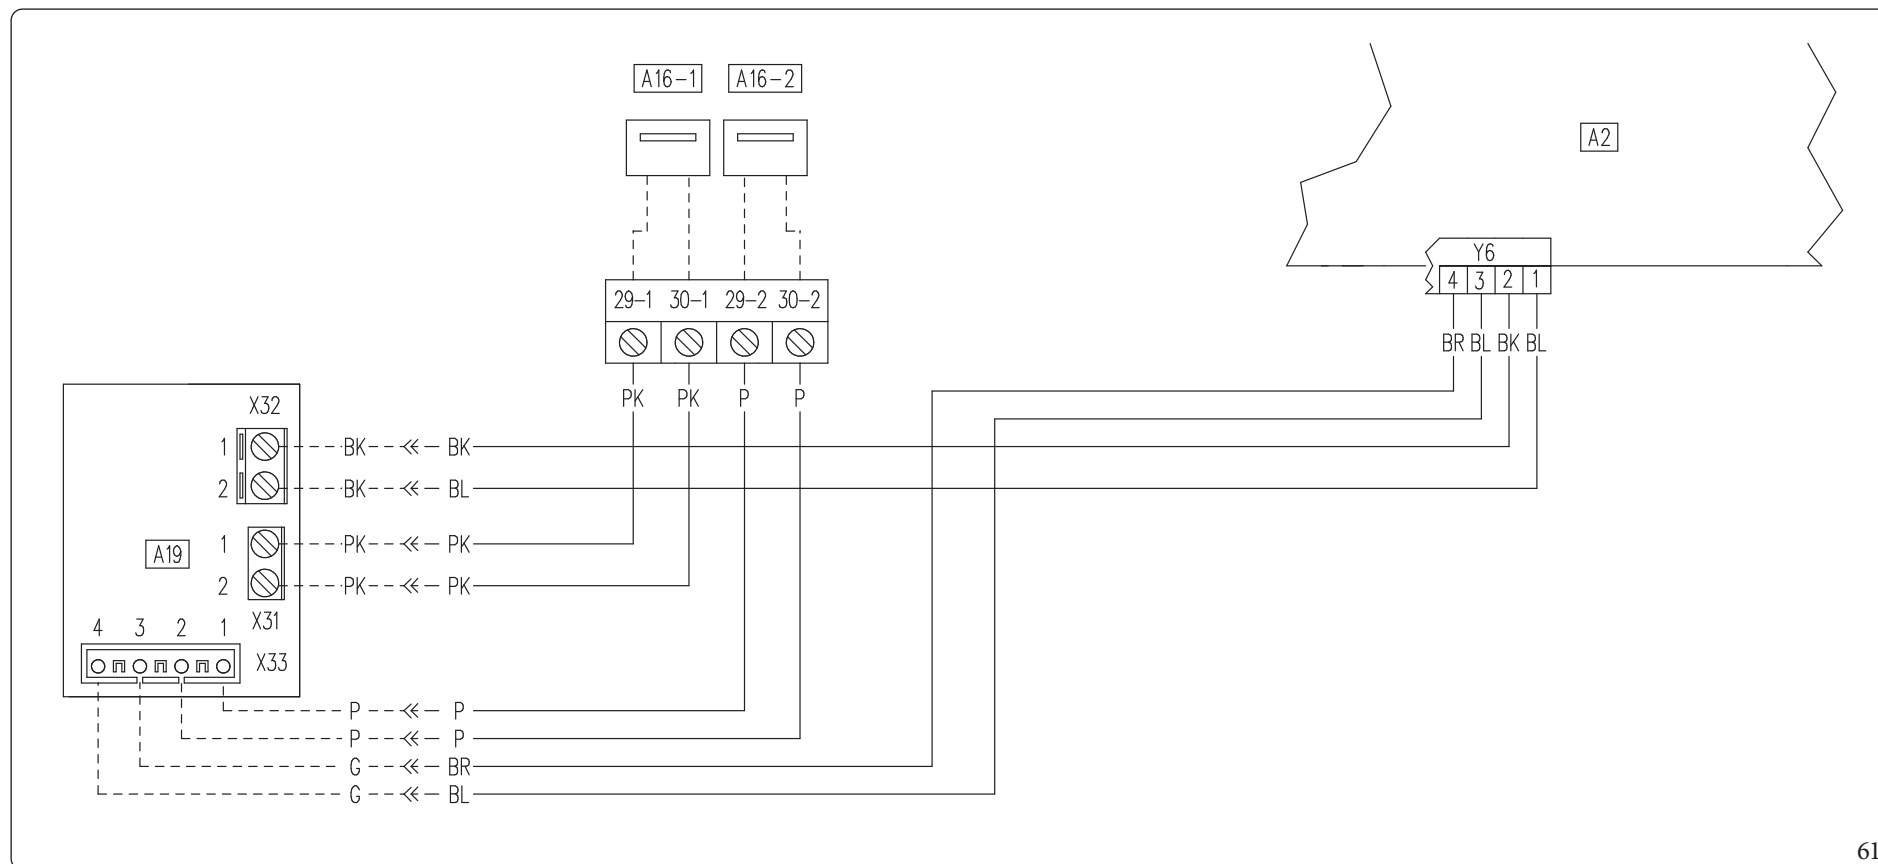 A16-1 A16-2
A2
Y6
4 3 2 1
29-1 30-1 29-2 30-2
BR BL BK BL
PK PK P P
X32
1 BK BK
2 BK BL
1 PK PK
A19
2 PK PK
X31
4 3 2 1
X33
P P
P P
G BR
G BL
61